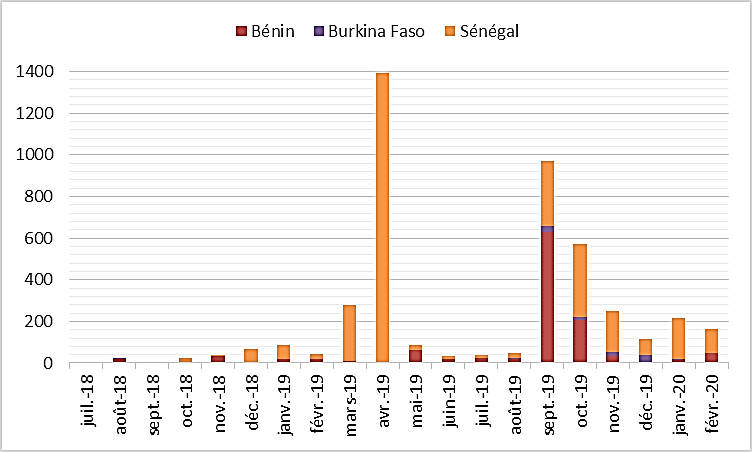 Bénin Burkina Faso Sénégal
1400
1200
1000
800
600
400
200
0
juil.-18
août-18
sept.-18
oct.-18
nov.-18
déc.-18
janv.-19
févr.-19
mars-19
avr.-19
mai-19
juin-19
juil.-19
août-19
sept.-19
oct.-19
nov.-19
déc.-19
janv.-20
févr.-20